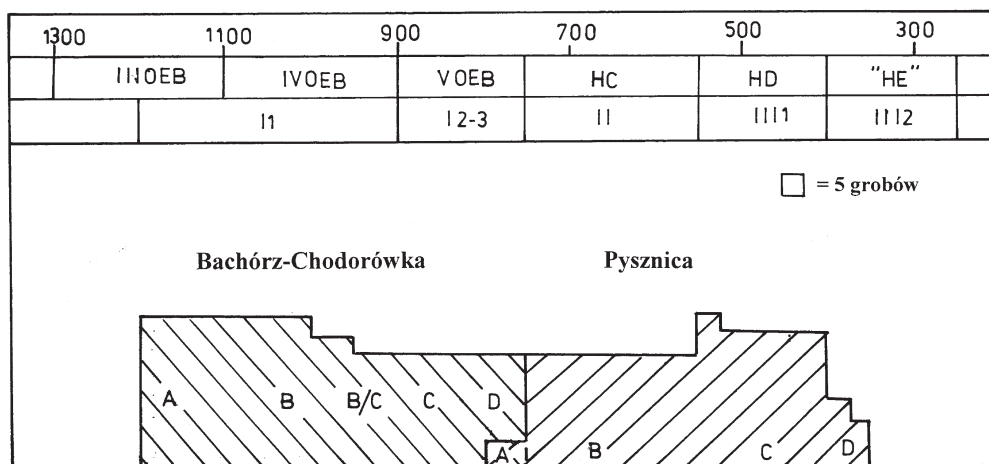 1300 1100 900 700 500 300
IIIOEB IVOEB VOEB HC HD "HE"
I1 I2-3 II III1 III2
= 5 grobów
Bachórz-Chodorówka Pysznica
A B B/C C D
A B C D